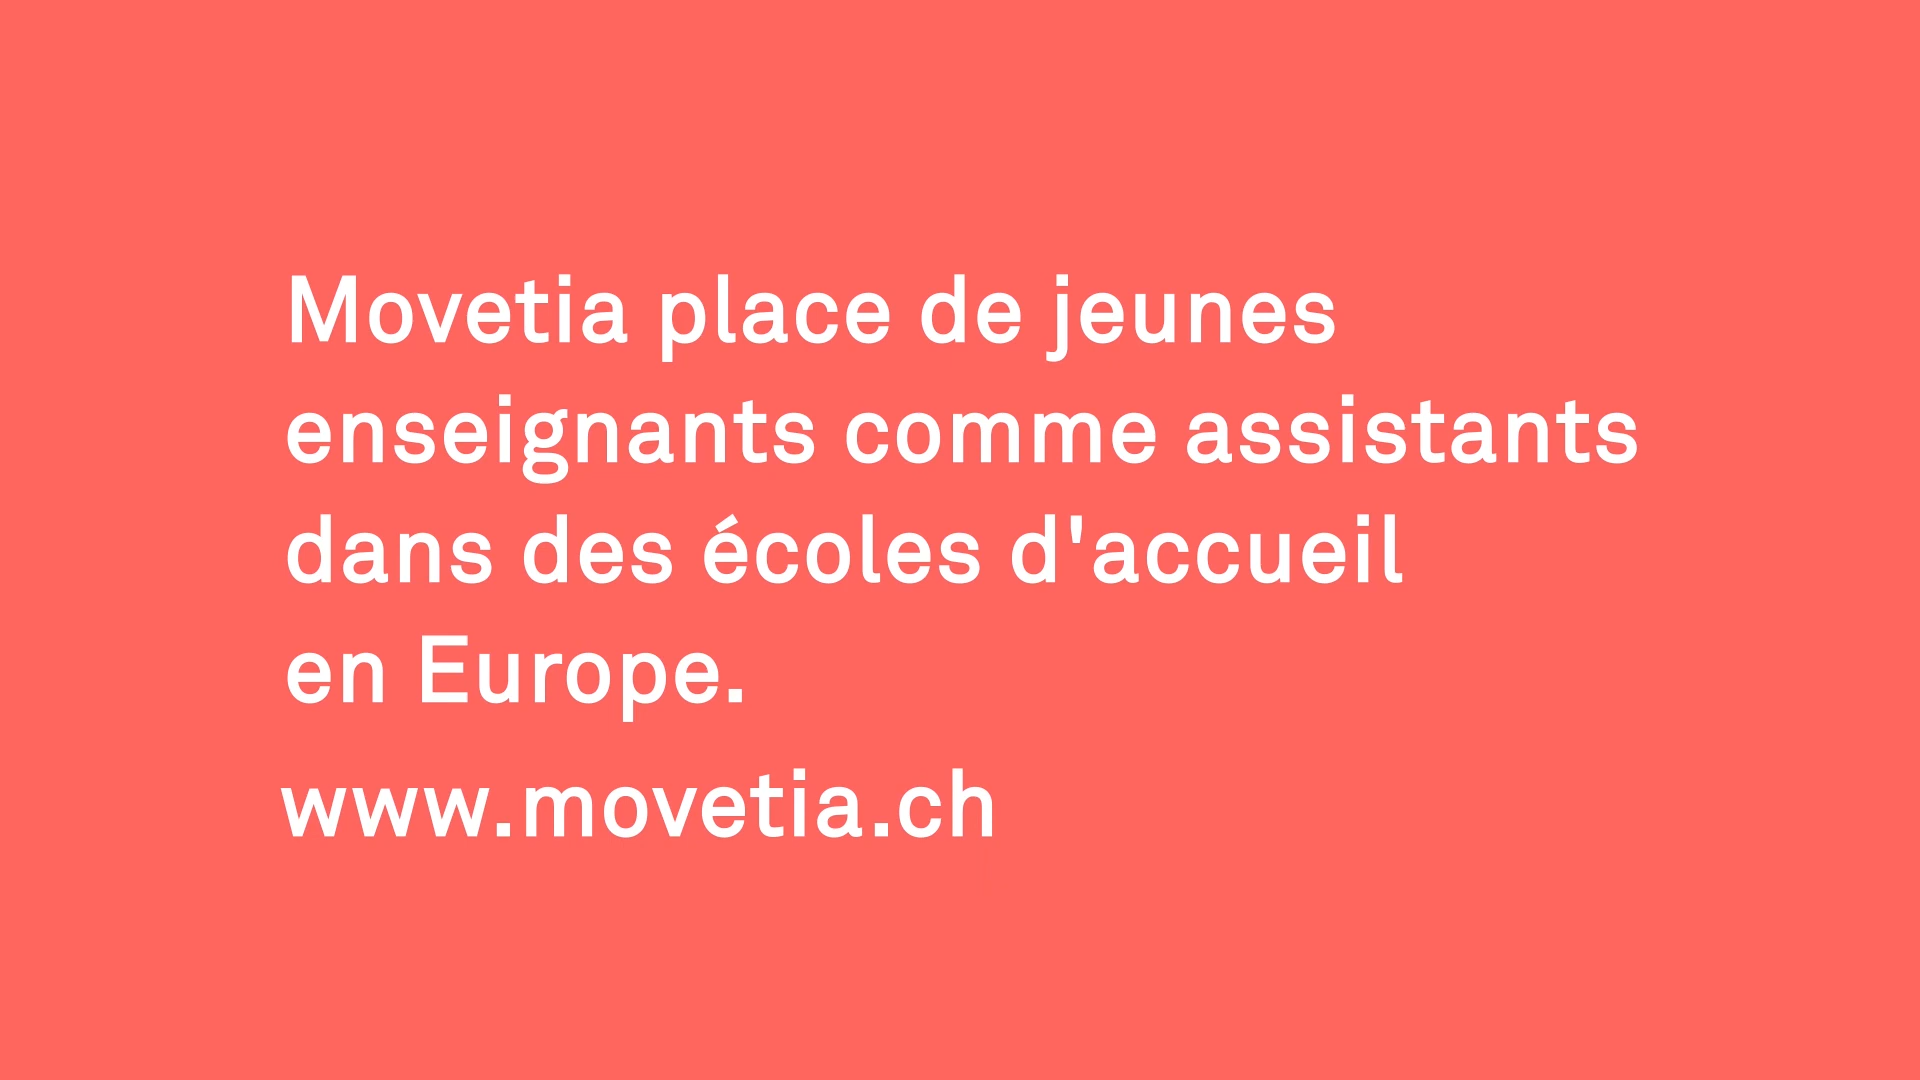 Movetia place de jeunes
enseignants comme assistants
dans des écoles d'accueil
en Europe.
www.movetia.ch